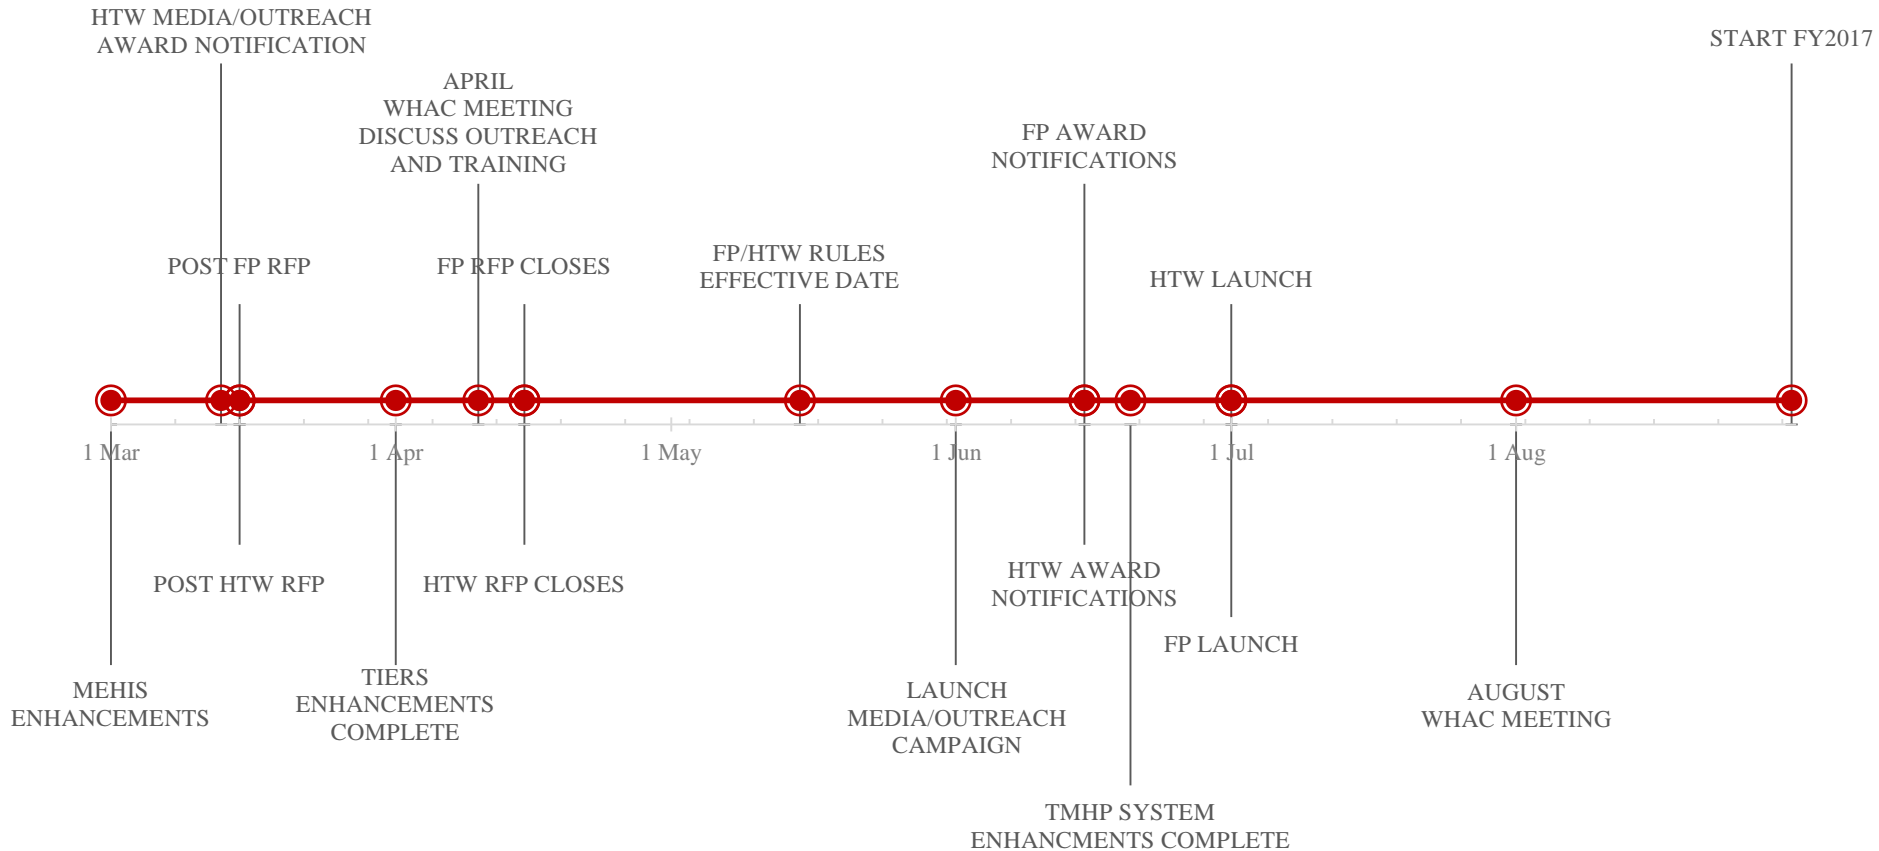 HTW MEDIA/OUTREACH
AWARD NOTIFICATION
START FY2017
APRIL
WHAC MEETING
DISCUSS OUTREACH
AND TRAINING
FP AWARD
NOTIFICATIONS
POST FP RFP
FP RFP CLOSES
FP/HTW RULES
EFFECTIVE DATE
HTW LAUNCH
1 Mar
1 Apr
1 May
1 Jun
1 Jul
1 Aug
POST HTW RFP
HTW RFP CLOSES
HTW AWARD
NOTIFICATIONS
FP LAUNCH
MEHIS
ENHANCEMENTS
TIERS
ENHANCEMENTS
COMPLETE
LAUNCH
MEDIA/OUTREACH
CAMPAIGN
AUGUST
WHAC MEETING
TMHP SYSTEM
ENHANCMENTS COMPLETE